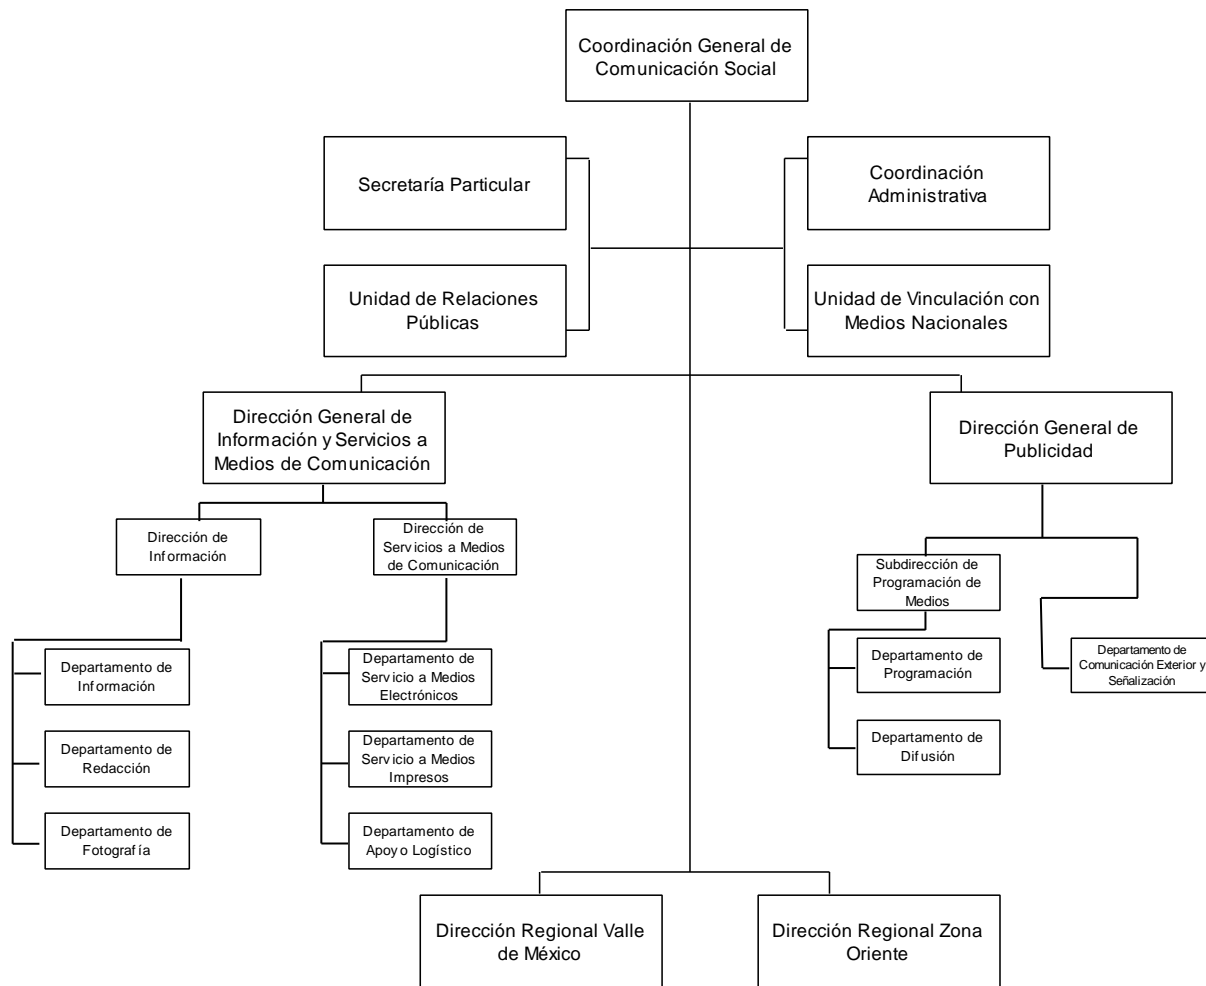 Coordinación General de
Comunicación Social
Secretaría Particular
Coordinación
Administrativa
Unidad de Relaciones
Públicas
Unidad de Vinculación con
Medios Nacionales
Dirección General de
Información y Servicios a
Medios de Comunicación
Dirección General de
Publicidad
Dirección de
Información
Dirección de
Servicios a Medios
de Comunicación
Subdirección de
Programación de
Medios
Departamento de
Información
Departamento de
Servicio a Medios
Electrónicos
Departamento de
Programación
Departamento de
Comunicación Exterior y
Señalización
Departamento de
Redacción
Departamento de
Servicio a Medios
Impresos
Departamento de
Difusión
Departamento de
Fotografía
Departamento de
Apoyo Logístico
Dirección Regional Valle
de México
Dirección Regional Zona
Oriente